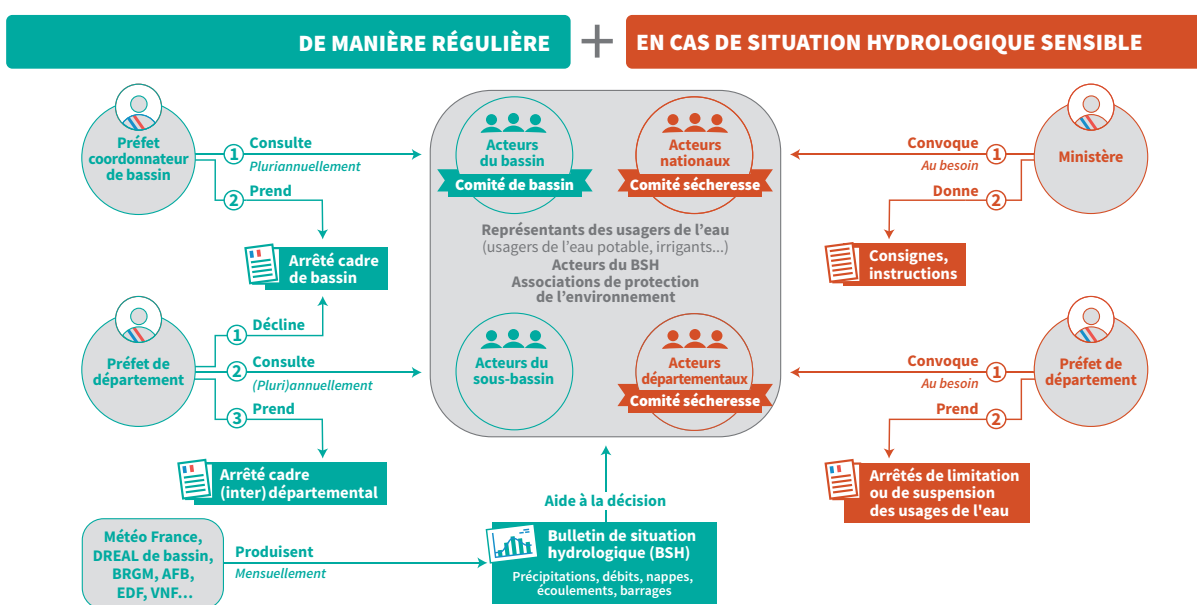 DE MANIÈRE RÉGULIÈRE
+
EN CAS DE SITUATION HYDROLOGIQUE SENSIBLE
Préfet
coordonnateur
de bassin
1
Consulte
Pluriannuellement
2
Prend
Arrêté cadre
de bassin
Préfet de
département
1
Décline
2
Consulte
(Pluri)annuellement
3
Prend
Arrêté cadre
(inter) départemental
Météo France,
DREAL de bassin,
BRGM, AFB,
EDF, VNF...
Produisent
Mensuellement
Acteurs
du bassin
Comité de bassin
Acteurs
nationaux
Comité sécheresse
Représentants des usagers de l’eau
(usagers de l’eau potable, irrigants...)
Acteurs du BSH
Associations de protection
de l’environnement
Acteurs du
sous-bassin
Acteurs
départementaux
Comité sécheresse
Aide à la décision
Bulletin de situation
hydrologique (BSH)
Précipitations, débits, nappes,
écoulements, barrages
Ministère
Convoque
1
Au besoin
Donne
2
Consignes,
instructions
Préfet de
département
Convoque
1
Au besoin
Prend
2
Arrêtés de limitation
ou de suspension
des usages de l'eau